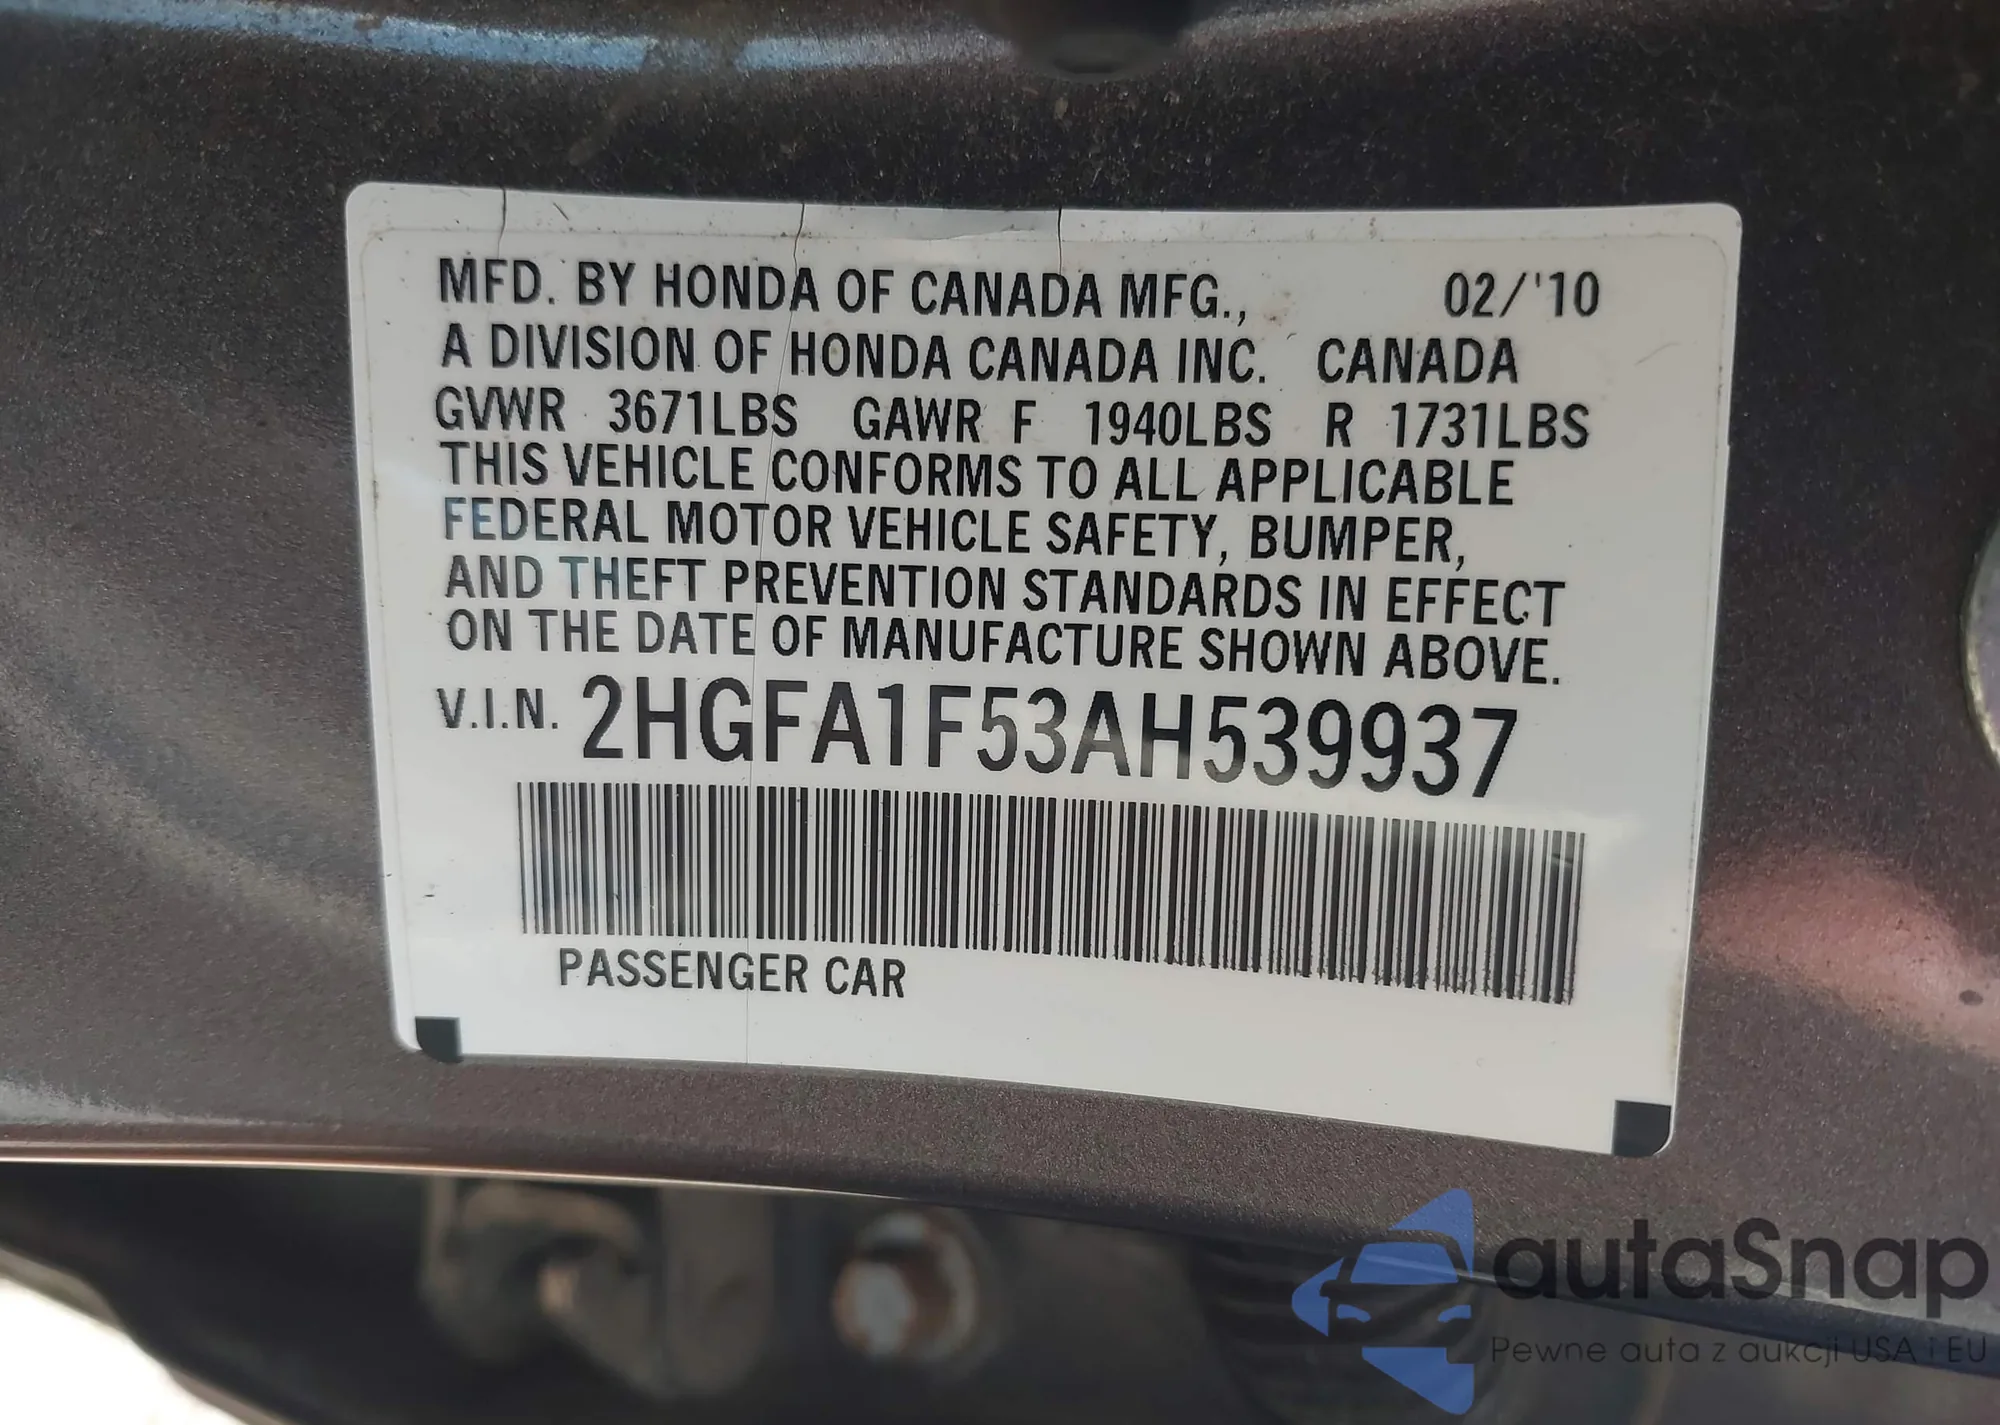 MFD. BY HONDA OF CANADA MFG., 02/'10
A DIVISION OF HONDA CANADA INC. CANADA
GVWR 3671LBS GAWR F 1940LBS R 1731LBS
THIS VEHICLE CONFORMS TO ALL APPLICABLE
FEDERAL MOTOR VEHICLE SAFETY, BUMPER,
AND THEFT PREVENTION STANDARDS IN EFFECT
ON THE DATE OF MANUFACTURE SHOWN ABOVE.
V.I.N. 2HGFA1F53AH539937
PASSENGER CAR
autaSnap
Pewne auta z aukcji USA i EU